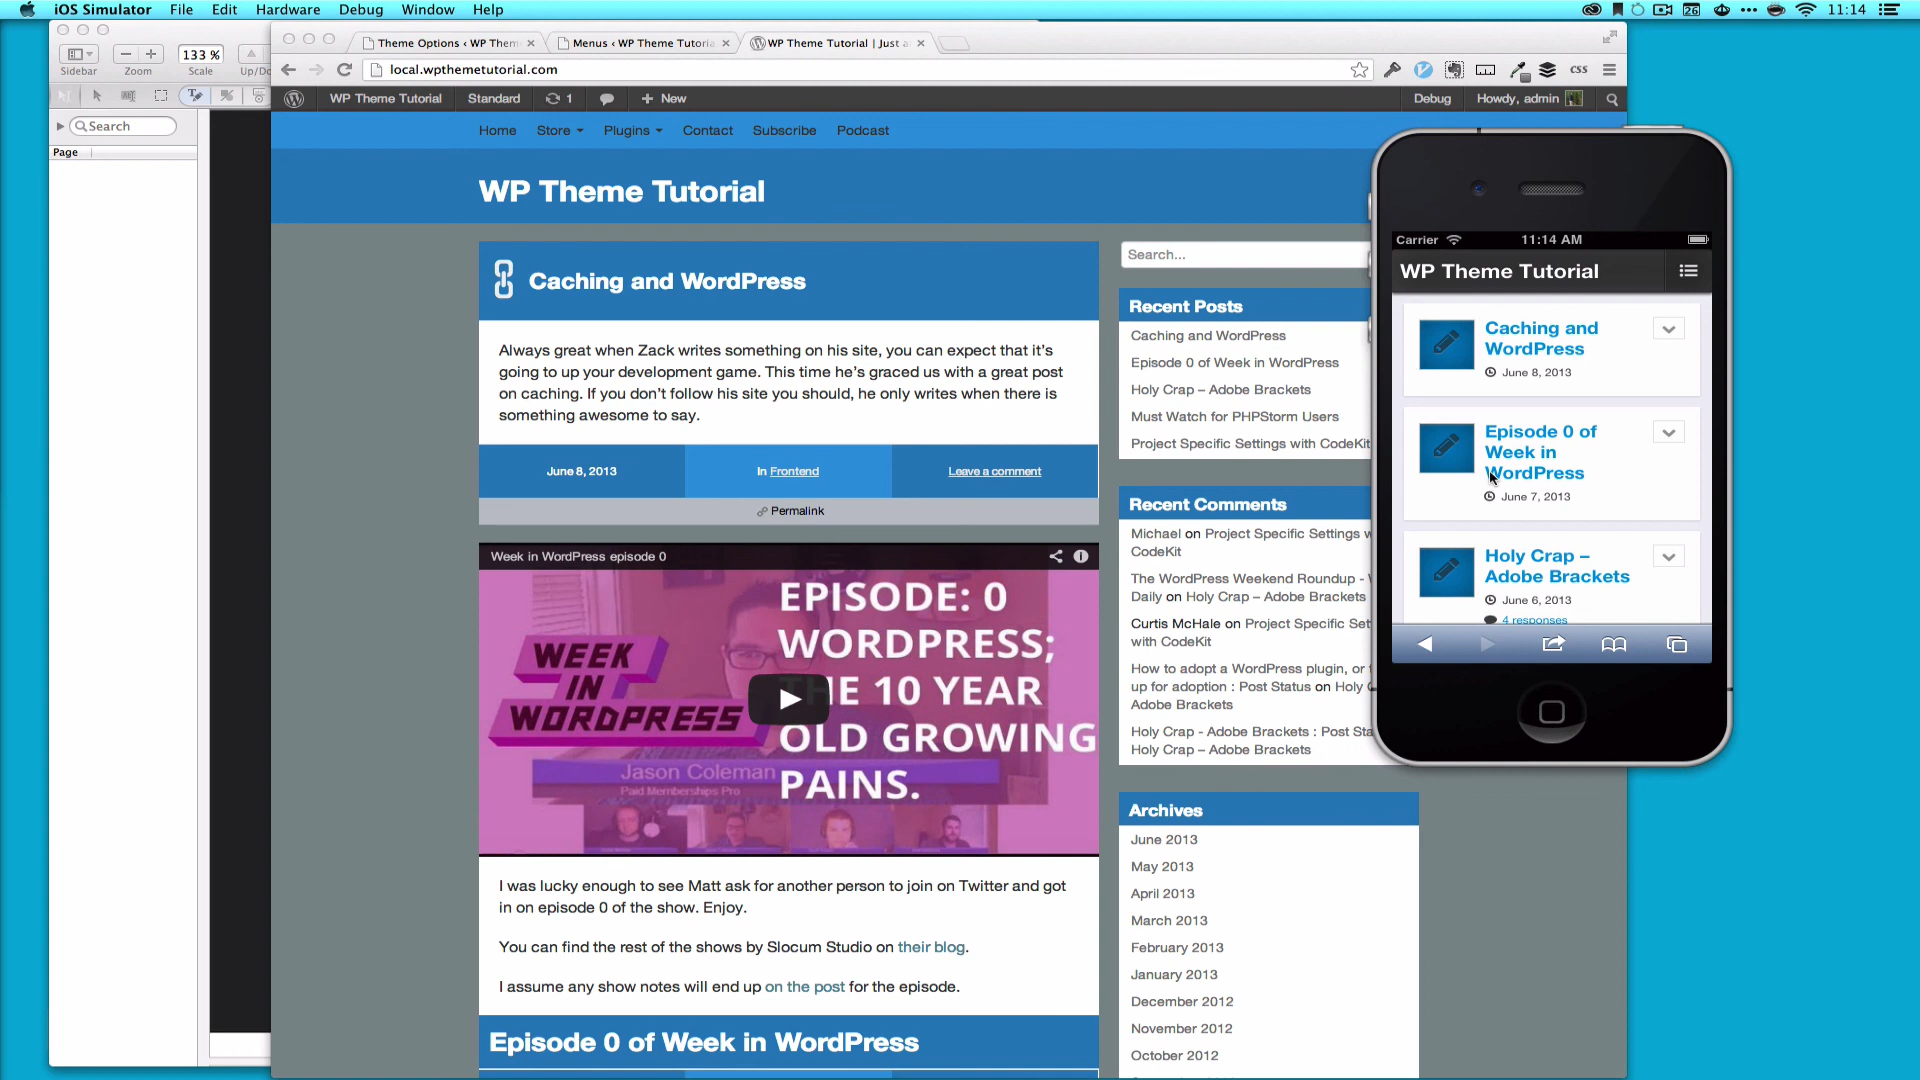 iOS Simulator File Edit Hardware Debug Window Help
26
11:14
133 %
Sidebar Zoom Scale
Search
Page
Theme Options ‹ WP Them
Menus ‹ WP Theme Tutoria
WP Theme Tutorial | Just a
local.wpthemetutorial.com
CSS
WP Theme Tutorial Standard 1 + New
Debug Howdy, admin
Home Store Plugins Contact Subscribe Podcast
WP Theme Tutorial
Caching and WordPress
Always great when Zack writes something on his site, you can expect that it's
going to up your development game. This time he's graced us with a great post
on caching. If you don't follow his site you should, he only writes when there is
something awesome to say.
June 8, 2013
In Frontend
Leave a comment
Permalink
Week in WordPress episode 0
WEEK
IN
WORDPRESS
EPISODE: 0
WORDPRESS;
THE 10 YEAR
OLD GROWING
PAINS.
Jason Coleman
Paid Memberships Pro
I was lucky enough to see Matt ask for another person to join on Twitter and got
in on episode 0 of the show. Enjoy.
You can find the rest of the shows by Slocum Studio on their blog.
I assume any show notes will end up on the post for the episode.
Episode 0 of Week in WordPress
Search...
Recent Posts
Caching and WordPress
Episode 0 of Week in WordPress
Holy Crap – Adobe Brackets
Must Watch for PHPStorm Users
Project Specific Settings with CodeKit
Recent Comments
Michael on Project Specific Settings w
CodeKit
The WordPress Weekend Roundup -
Daily on Holy Crap – Adobe Brackets
Curtis McHale on Project Specific Set
with CodeKit
How to adopt a WordPress plugin, or
up for adoption : Post Status on Holy
Adobe Brackets
Holy Crap - Adobe Brackets : Post Sta
Holy Crap – Adobe Brackets
Archives
June 2013
May 2013
April 2013
March 2013
February 2013
January 2013
December 2012
November 2012
October 2012
Carrier
11:14 AM
WP Theme Tutorial
Caching and
WordPress
June 8, 2013
Episode 0 of
Week in
WordPress
June 7, 2013
Holy Crap –
Adobe Brackets
June 6, 2013
4 responses